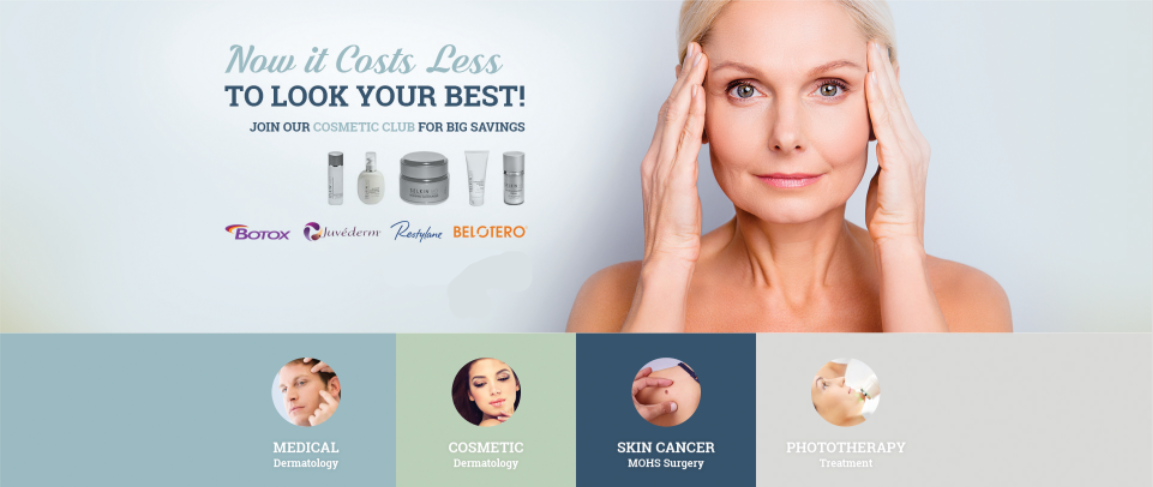 Now it Costs Less
TO LOOK YOUR BEST!
JOIN OUR COSMETIC CLUB FOR BIG SAVINGS
BOTOX Juvéderm Restylane BELOTERO
MEDICAL
Dermatology
COSMETIC
Dermatology
SKIN CANCER
MOHS Surgery
PHOTOTHERAPY
Treatment